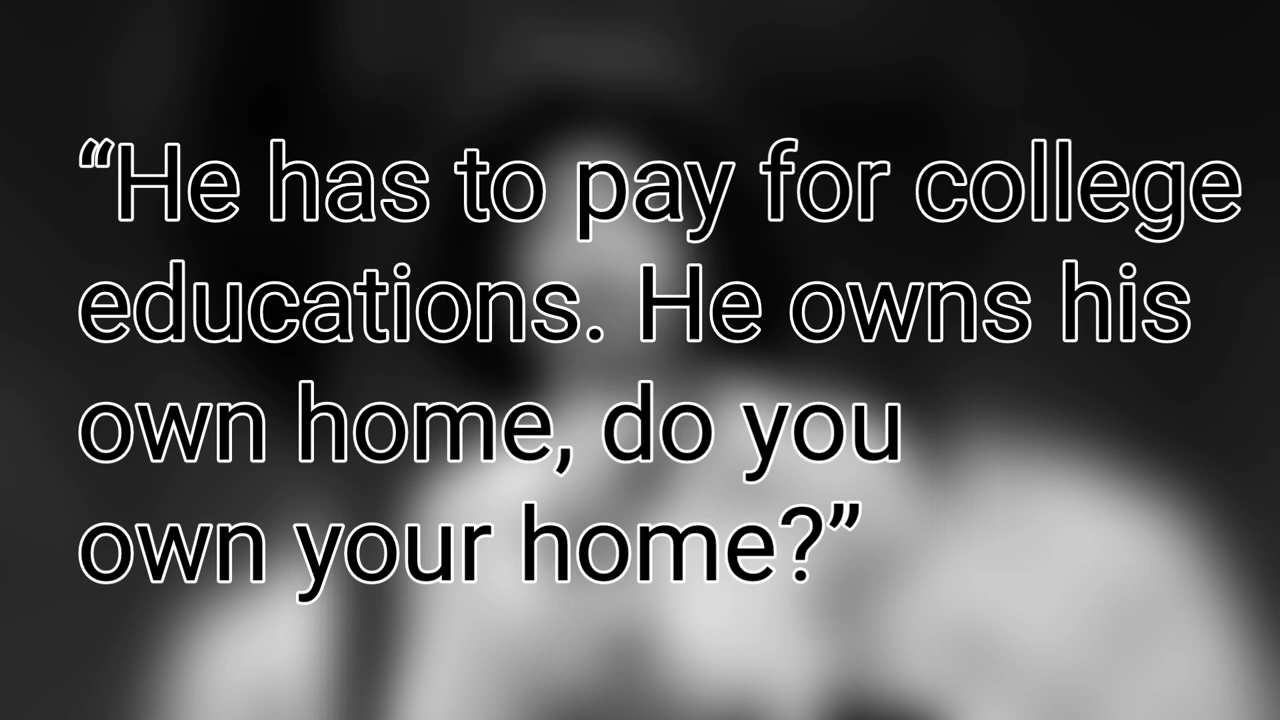 “He has to pay for college
educations. He owns his
own home, do you
own your home?”